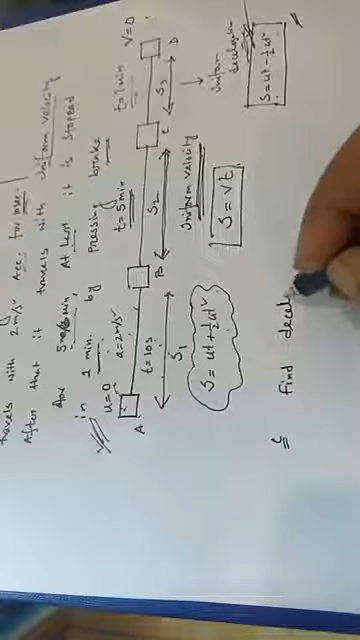 travels with 2m/s² Acc. for 10sec.
After that it travels with uniform velocity
for 5 min, At last it is stopped
in 1 min. by pressing brake
u=0 a=2m/s² t=5min t=1min V=0
t=10s
A B C D
S₁ S₂ S₃
Uniform velocity
uniform
S = ut + ½at²
S = vt
S = ut - ½at²
Find decel